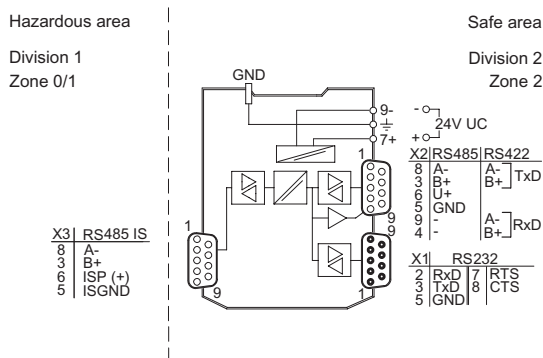 Hazardous area
Safe area
Division 1
Zone 0/1
Division 2
Zone 2
GND
9-
7+
- 24V UC +
1
9
9
1
1
9
X2 RS485 RS422
8 A- A- TxD
3 B+ B+
6 U+
5 GND
9 - A- RxD
4 - B+
X1 RS232
2 RxD 7 RTS
3 TxD 8 CTS
5 GND
X3 RS485 IS
8 A-
3 B+
6 ISP (+)
5 ISGND